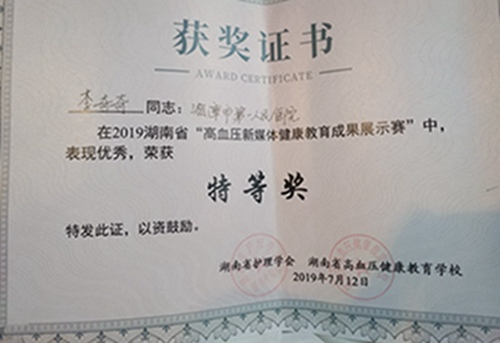 获奖证书
AWARD CERTIFICATE
李奇奇 同志：湘潭市第一人民医院
在2019湖南省“高血压新媒体健康教育成果展示赛”中，
表现优秀，荣获
特等奖
特发此证，以资鼓励。
湖南省护理学会 湖南省高血压健康教育学校
2019年7月12日